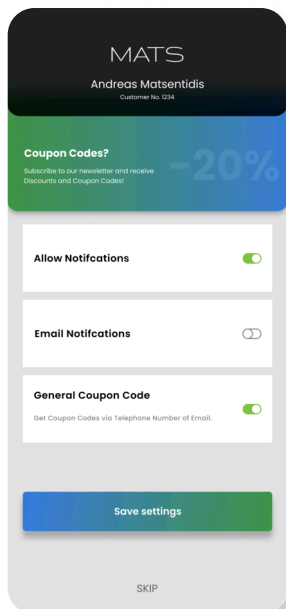 MATS
Andreas Matsentidis
Customer No. 1234
Coupon Codes?
Subscribe to our newsletter and receive
Discounts and Coupon Codes!
-20%
Allow Notifcations
Email Notifcations
General Coupon Code
Get Coupon Codes via Telephone Number of Email.
Save settings
SKIP